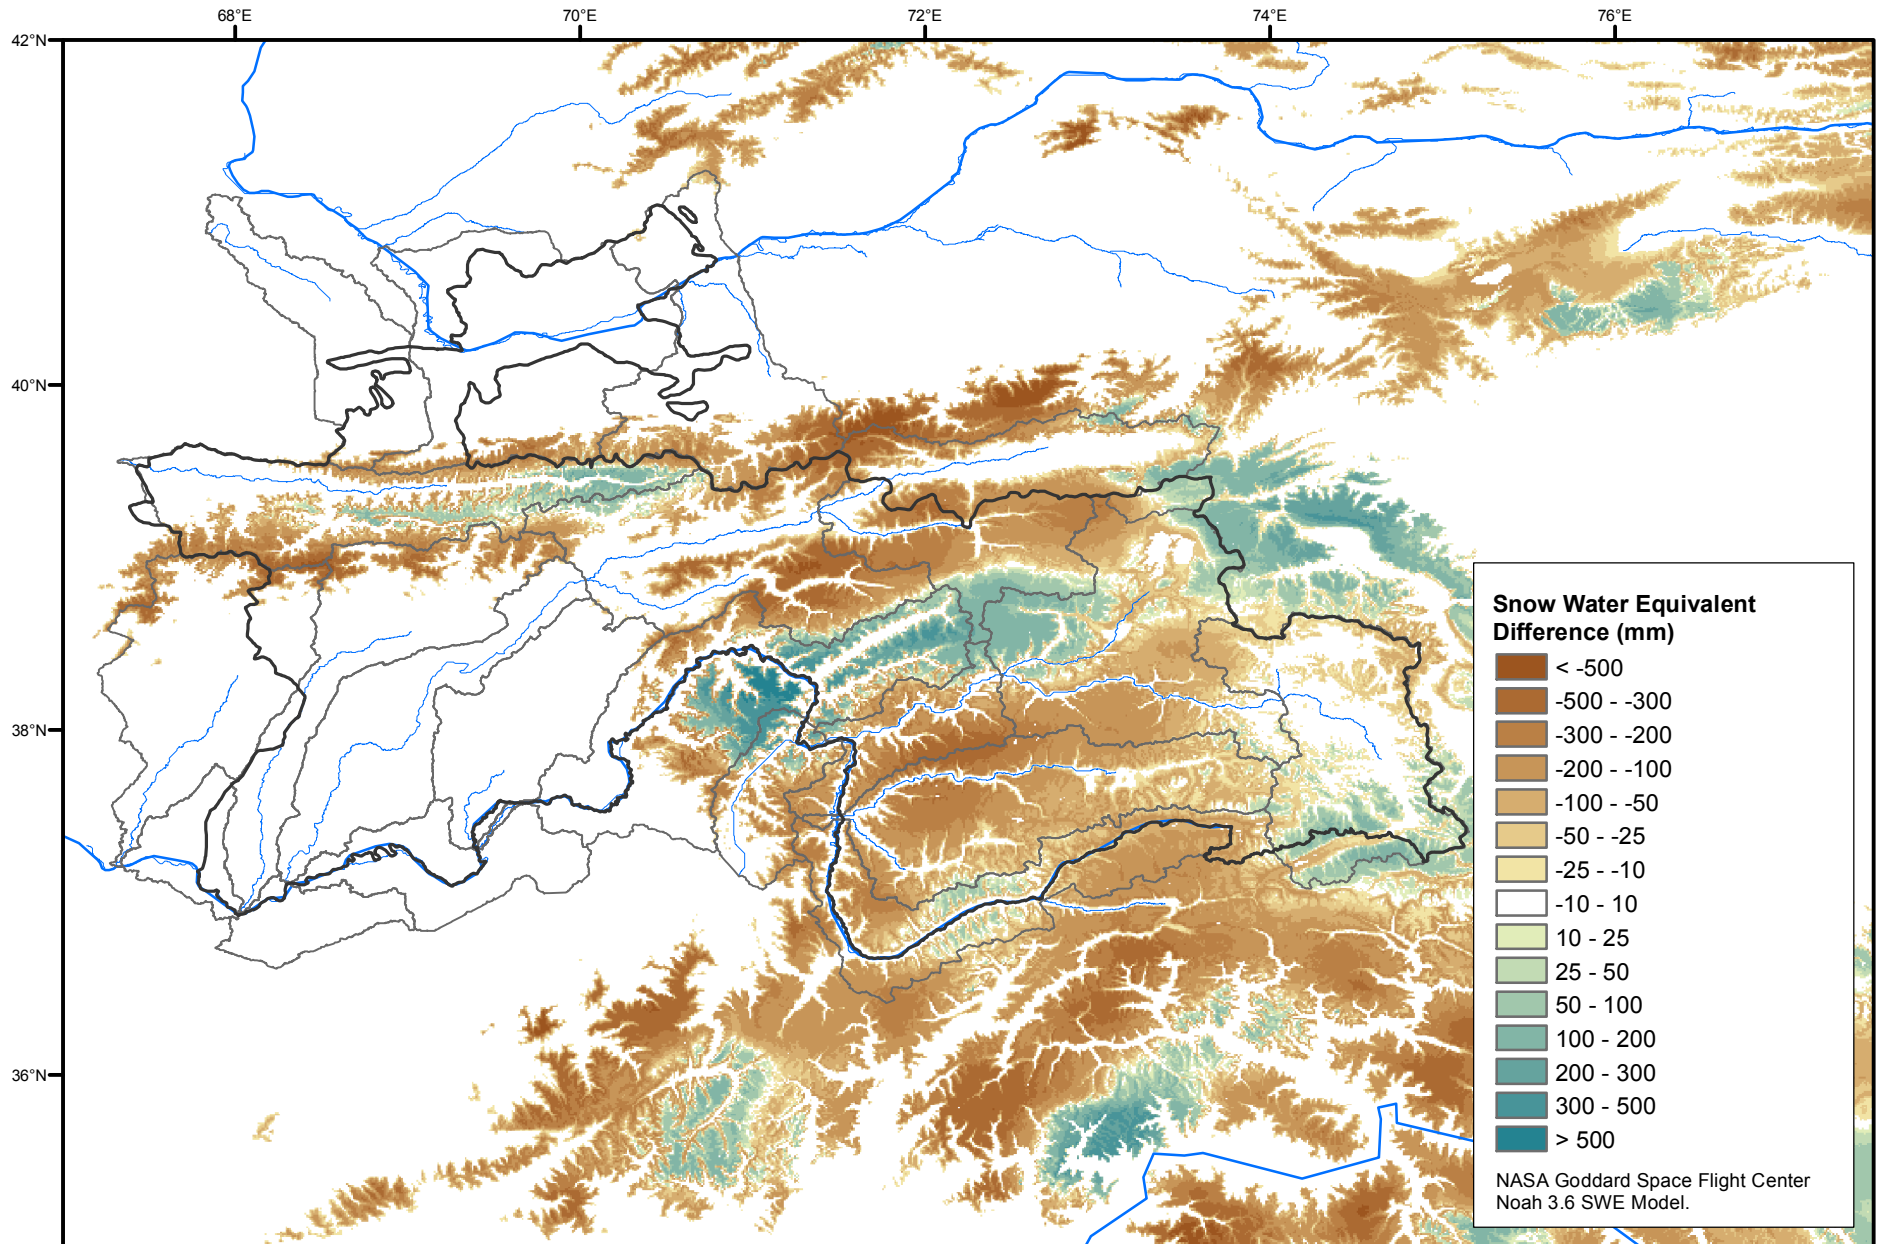 68°E
70°E
72°E
74°E
76°E
42°N
40°N
38°N
36°N
Snow Water Equivalent
Difference (mm)
< -500
-500 - -300
-300 - -200
-200 - -100
-100 - -50
-50 - -25
-25 - -10
-10 - 10
10 - 25
25 - 50
50 - 100
100 - 200
200 - 300
300 - 500
> 500
NASA Goddard Space Flight Center
Noah 3.6 SWE Model.